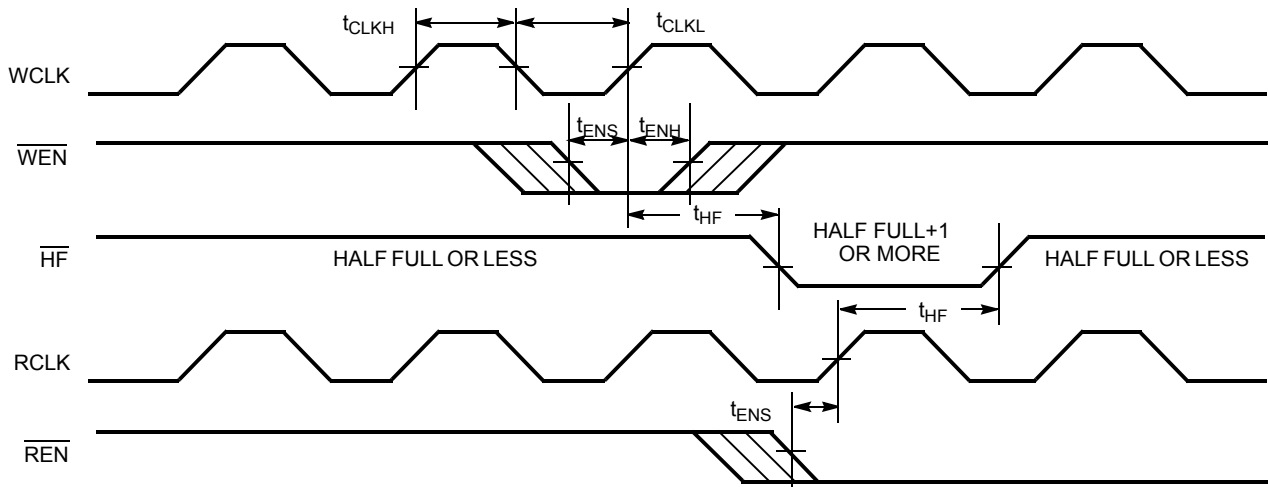 tCLKH
tCLKL
WCLK
tENS
tENH
WEN
tHF
HF
HALF FULL OR LESS
HALF FULL+1
OR MORE
HALF FULL OR LESS
tHF
RCLK
tENS
REN